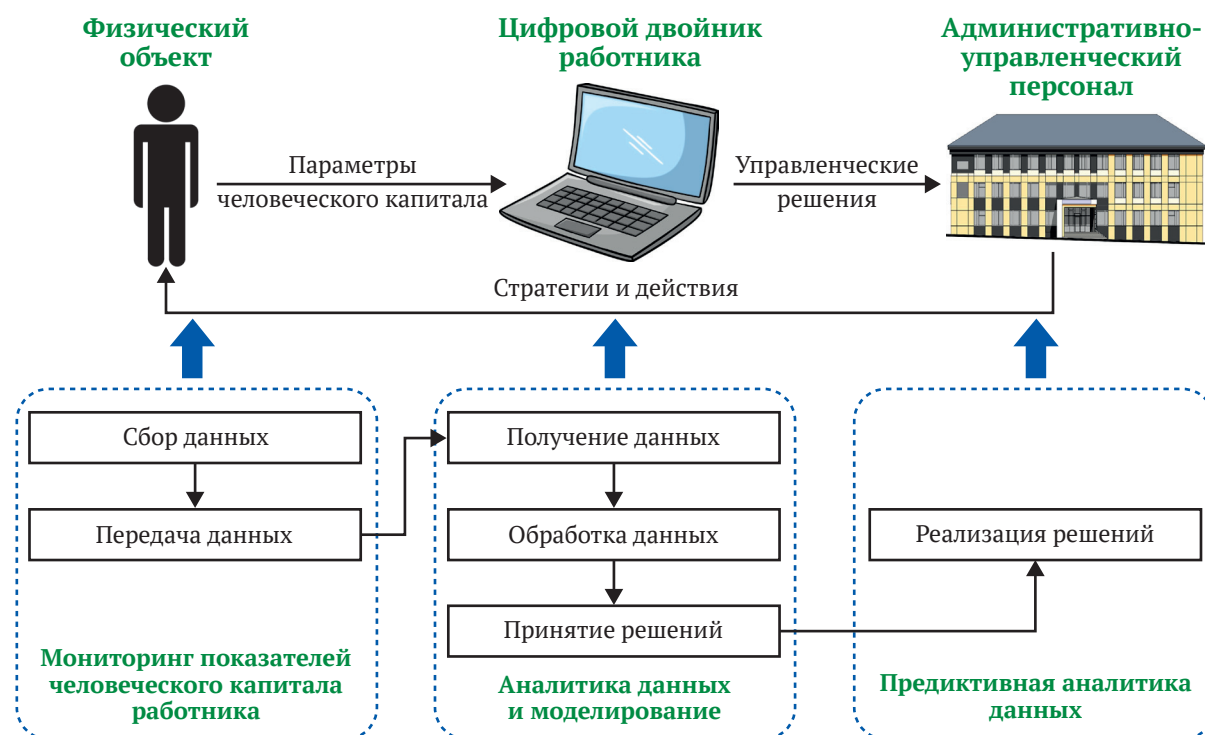 Физический
объект
Цифровой двойник
работника
Административно-
управленческий
персонал
Параметры
человеческого капитала
Управленческие
решения
Стратегии и действия
Сбор данных
Передача данных
Мониторинг показателей
человеческого капитала
работника
Получение данных
Обработка данных
Принятие решений
Аналитика данных
и моделирование
Реализация решений
Предиктивная аналитика
данных